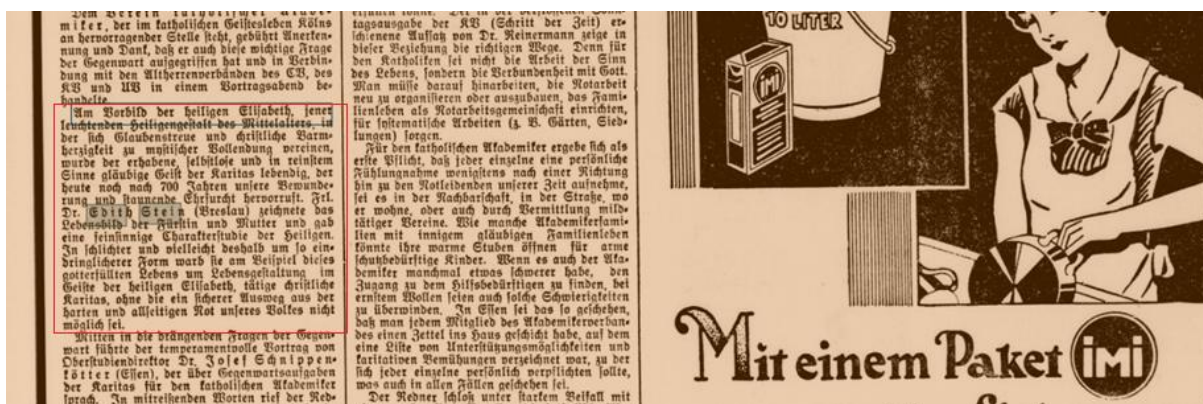 Dem Verein katholischer Akade-
miker, der im katholischen Geistesleben Kölns
an hervorragender Stelle steht, gebührt Anerken-
nung und Dank, daß er auch diese wichtige Frage
der Gegenwart aufgegriffen hat und in Verbin-
dung mit den Altherrenverbänden des CV, des
KV und UV in einem Vortragsabend be-
handelte.
Am Vorbild der heiligen Elisabeth, jener
leuchtenden Heiligengestalt des Mittelalters, in
der sich Glaubenstreue und christliche Barm-
herzigkeit zu mystischer Vollendung vereinen,
wurde der erhabene, selbstlose und in reinstem
Sinne gläubige Geist der Karitas lebendig, der
heute noch nach 700 Jahren unsere Bewunde-
rung und staunende Ehrfurcht hervorruft. Frl.
Dr. Edith Stein (Breslau) zeichnete das
Lebensbild der Fürstin und Mutter und gab
eine feinsinnige Charakterstudie der Heiligen.
In schlichter und vielleicht deshalb um so ein-
dringlicherer Form warb sie am Beispiel dieses
gotterfüllten Lebens um Lebensgestaltung im
Geiste der heiligen Elisabeth, tätige christliche
Karitas, ohne die ein sicherer Ausweg aus der
harten und allseitigen Not unseres Volkes nicht
möglich sei.
Mitten in die drängenden Fragen der Gegen-
wart führte der temperamentvolle Vortrag von
Oberstudiendirektor Dr. Josef Schnippen-
kötter (Essen), der über Gegenwartsaufgaben
der Karitas für den katholischen Akademiker
sprach. In mitreißenden Worten rief der Red-
könne. Der in der verflossenen Sonn-
tagsausgabe der KV (Schritt der Zeit) er-
schienene Aufsatz von Dr. Reinermann zeige in
dieser Beziehung die richtigen Wege. Denn für
den Katholiken sei nicht die Arbeit der Sinn
des Lebens, sondern die Verbundenheit mit Gott.
Man müsse darauf hinarbeiten, die Notarbeit
neu zu organisieren oder auszubauen, das Fami-
lienleben als Notarbeitsgemeinschaft einrichten,
für systematische Arbeiten (z. B. Gärten, Sied-
lungen) sorgen.
Für den katholischen Akademiker ergebe sich als
erste Pflicht, daß jeder einzelne eine persönliche
Fühlungnahme wenigstens nach einer Richtung
hin zu den Notleidenden unserer Zeit aufnehme,
sei es in der Nachbarschaft, in der Straße, wo
er wohne, oder auch durch Vermittlung mild-
tätiger Vereine. Wie manche Akademikerfami-
lien mit innigem gläubigen Familienleben
könnte ihre warme Stuben öffnen für arme
schutzbedürftige Kinder. Wenn es auch der Aka-
demiker manchmal etwas schwerer habe, den
Zugang zu dem Hilfsbedürftigen zu finden, bei
ernstem Wollen seien auch solche Schwierigkeiten
zu überwinden. In Essen sei das so geschehen,
daß man jedem Mitglied des Akademikerverban-
des einen Zettel ins Haus geschickt habe, auf dem
eine Liste von Unterstützungsmöglichkeiten und
karitativen Bemühungen verzeichnet war, zu der
sich jeder einzelne persönlich verpflichten sollte,
was auch in allen Fällen geschehen sei.
Der Redner schloß unter starkem Beifall mit
10 LITER
iMi
Mit einem Paket iMi